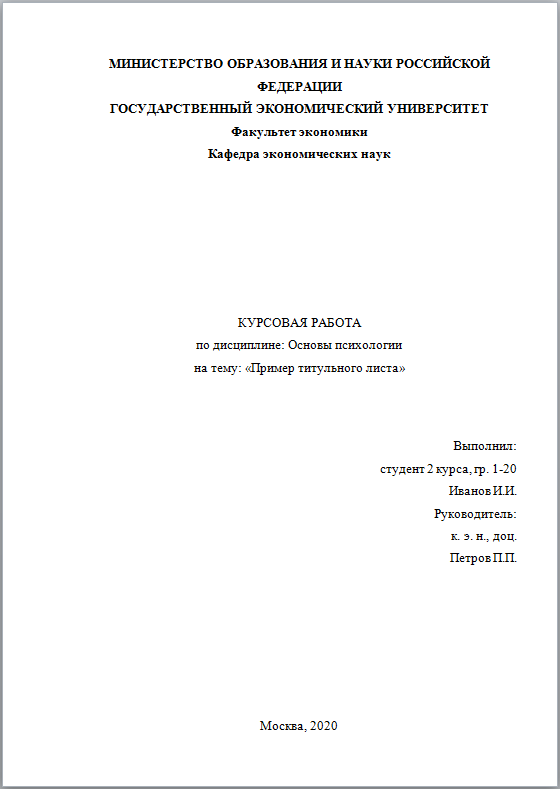 МИНИСТЕРСТВО ОБРАЗОВАНИЯ И НАУКИ РОССИЙСКОЙ
ФЕДЕРАЦИИ
ГОСУДАРСТВЕННЫЙ ЭКОНОМИЧЕСКИЙ УНИВЕРСИТЕТ
Факультет экономики
Кафедра экономических наук
КУРСОВАЯ РАБОТА
по дисциплине: Основы психологии
на тему: «Пример титульного листа»
Выполнил:
студент 2 курса, гр. 1-20
Иванов И.И.
Руководитель:
к. э. н., доц.
Петров П.П.
Москва, 2020